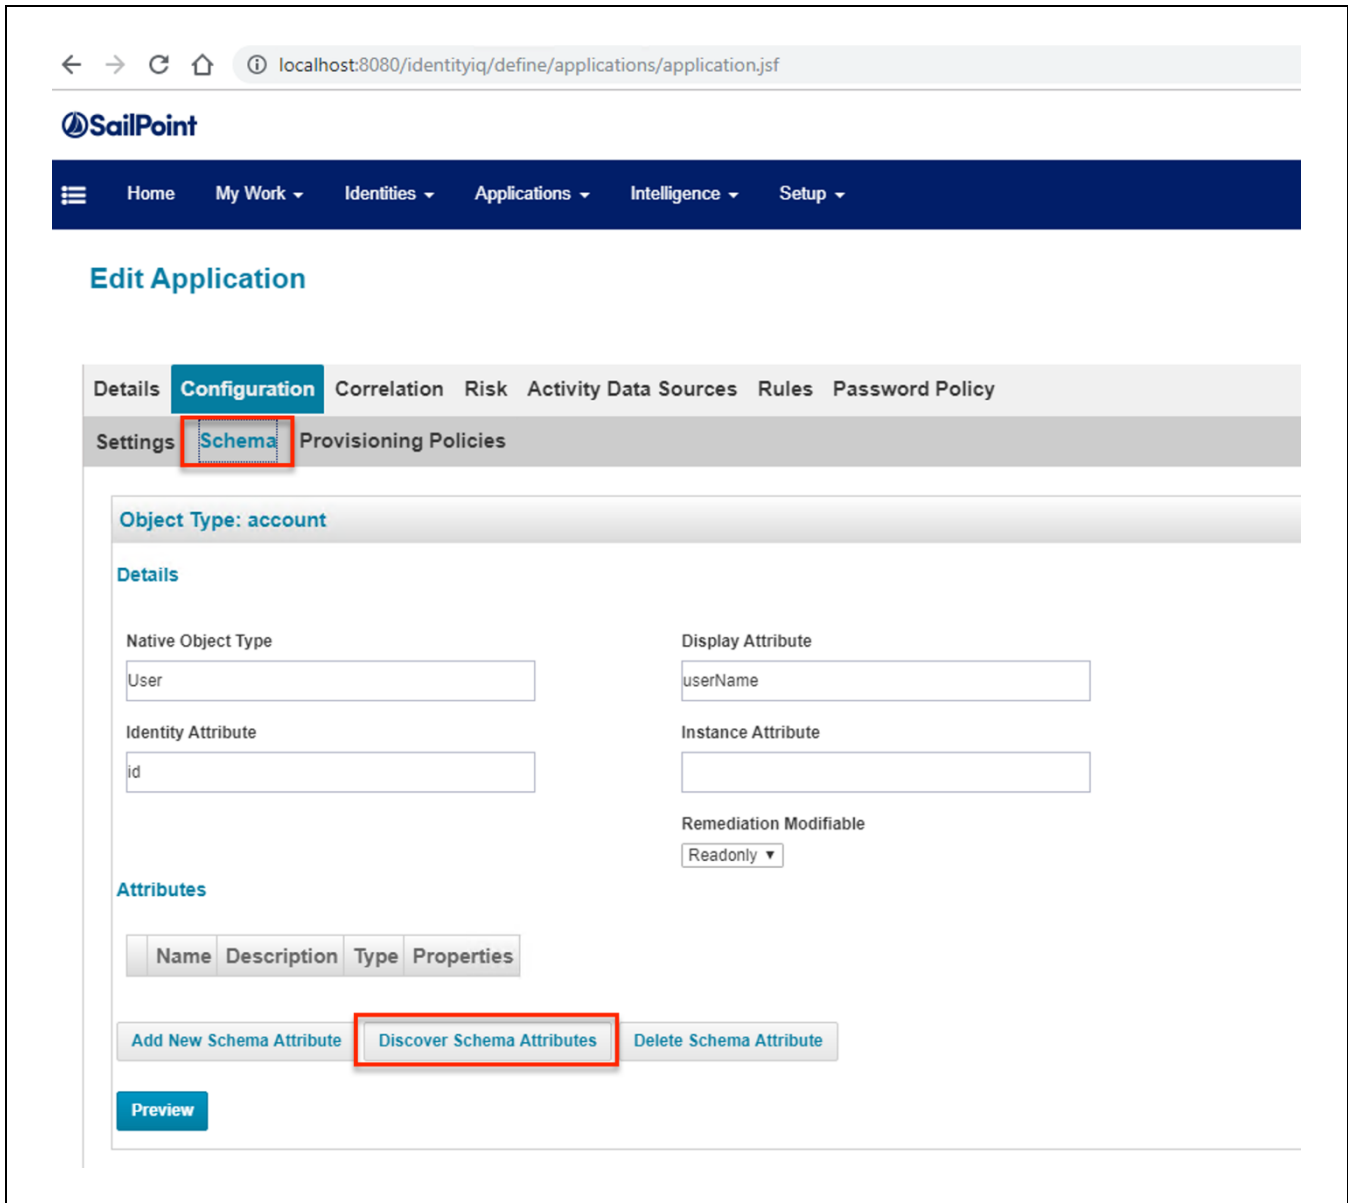 localhost:8080/identityiq/define/applications/application.jsf
SailPoint
Home My Work Identities Applications Intelligence Setup
Edit Application
Details Configuration Correlation Risk Activity Data Sources Rules Password Policy
Settings Schema Provisioning Policies
Object Type: account
Details
Native Object Type Display Attribute
User userName
Identity Attribute Instance Attribute
id
Remediation Modifiable
Readonly
Attributes
Name Description Type Properties
Add New Schema Attribute Discover Schema Attributes Delete Schema Attribute
Preview